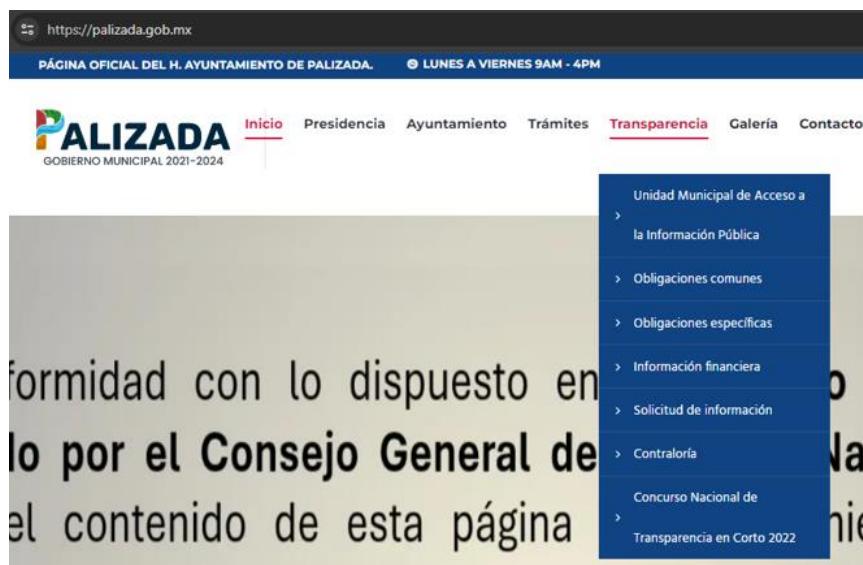 https://palizada.gob.mx
PÁGINA OFICIAL DEL H. AYUNTAMIENTO DE PALIZADA. LUNES A VIERNES 9AM - 4PM
PALIZADA
GOBIERNO MUNICIPAL 2021-2024
Inicio Presidencia Ayuntamiento Trámites Transparencia Galería Contacto
Unidad Municipal de Acceso a
la Información Pública
Obligaciones comunes
Obligaciones específicas
Información financiera
Solicitud de información
Contraloría
Concurso Nacional de
Transparencia en Corto 2022
formidad con lo dispuesto en
por el Consejo General de
el contenido de esta página